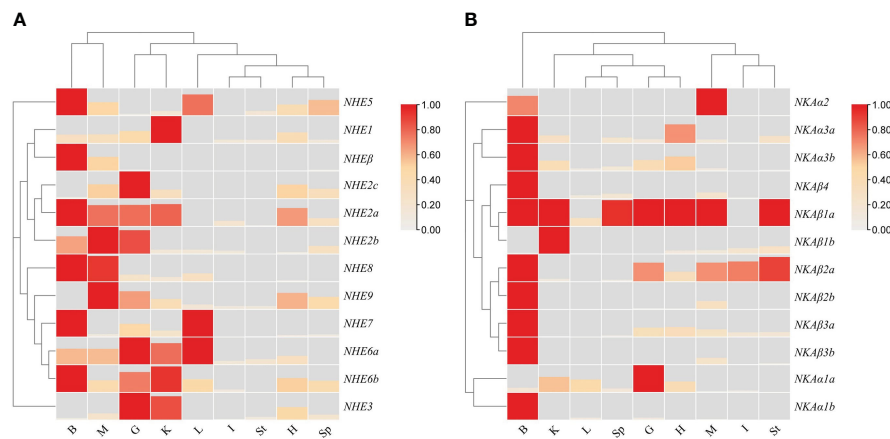 A
B
NHE5
NHE1
NHEβ
NHE2c
NHE2a
NHE2b
NHE8
NHE9
NHE7
NHE6a
NHE6b
NHE3
B M G K L I St H Sp
1.00
0.80
0.60
0.40
0.20
0.00
NKAα2
NKAα3a
NKAα3b
NKAβ4
NKAβ1a
NKAβ1b
NKAβ2a
NKAβ2b
NKAβ3a
NKAβ3b
NKAα1a
NKAα1b
B K L Sp G H M I St
1.00
0.80
0.60
0.40
0.20
0.00